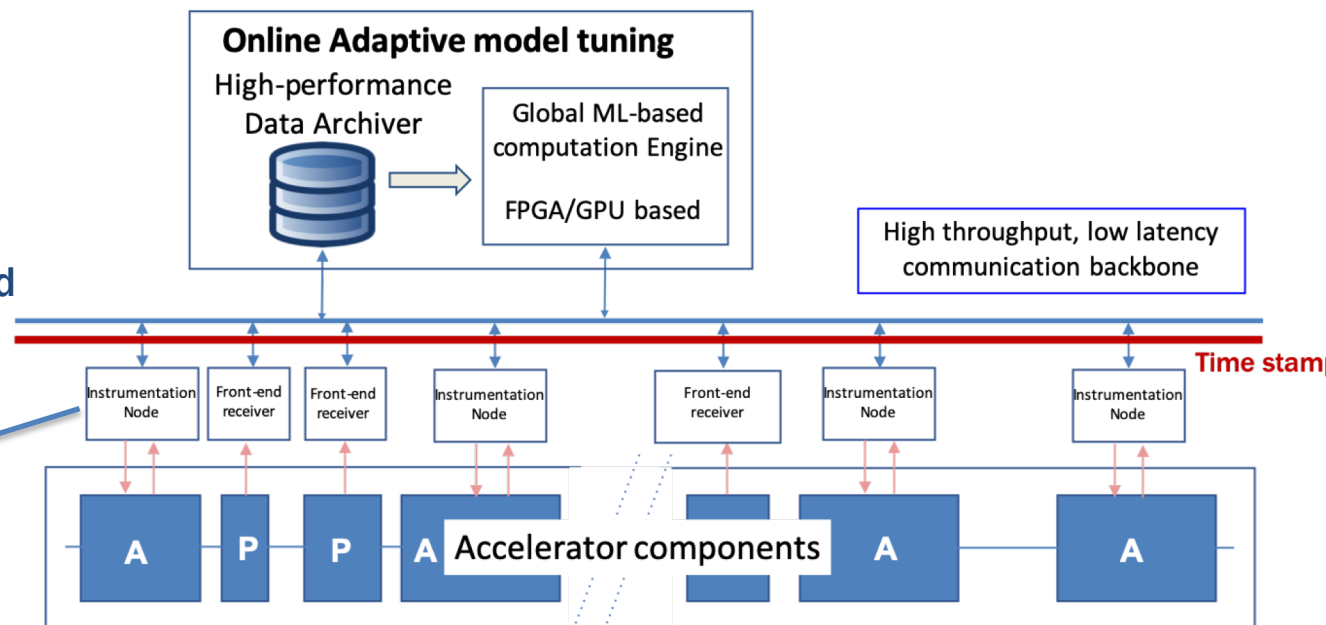 Online Adaptive model tuning
High-performance
Data Archiver
Global ML-based
computation Engine
FPGA/GPU based
High throughput, low latency
communication backbone
d
Time stamp
Instrumentation
Node
Front-end
receiver
Front-end
receiver
Instrumentation
Node
Front-end
receiver
Instrumentation
Node
Instrumentation
Node
A
P
P
A
Accelerator components
A
A